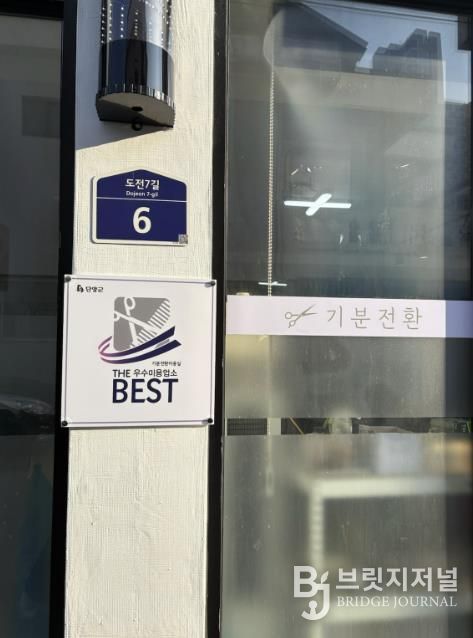 도전7길
Dojeon 7-gil
6
단양군
기분전환미용실
THE 우수미용업소
BEST
기분전환
BJ 브릿지저널
BRIDGE JOURNAL